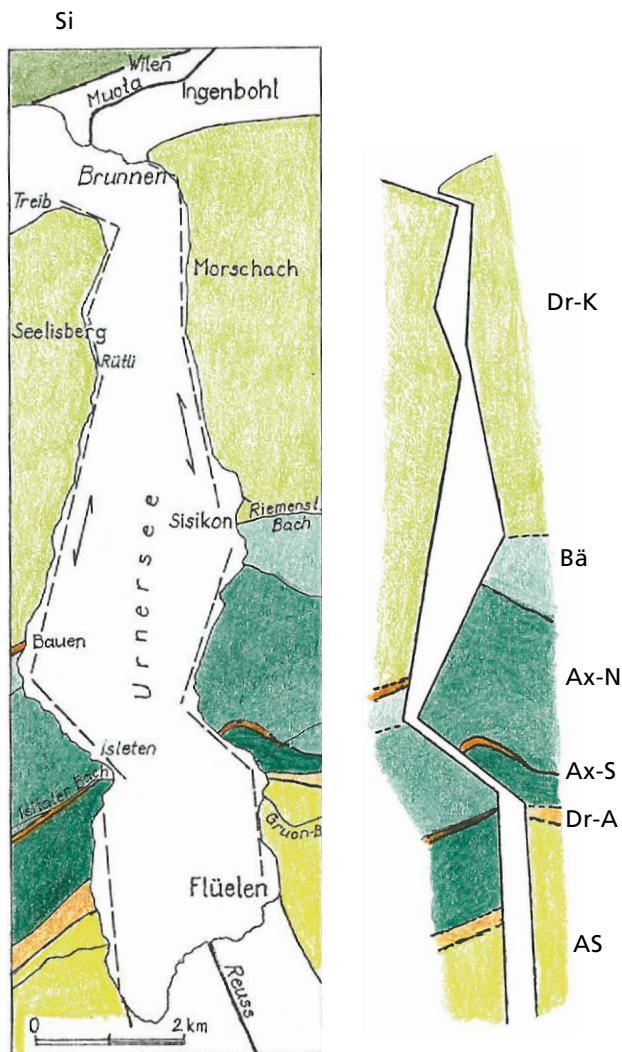 Si
Wilen
Muota
Ingenbohl
Brunnen
Treib
Morschach
Seelisberg
Rütli
Dr-K
Urnersee
Sisikon
Riemenst.
Bach
Bä
Bauen
Ax-N
Isleten
Ax-S
Isitaler Bach
Dr-A
Gruon-B
Flüelen
AS
Reuss
0 2 km